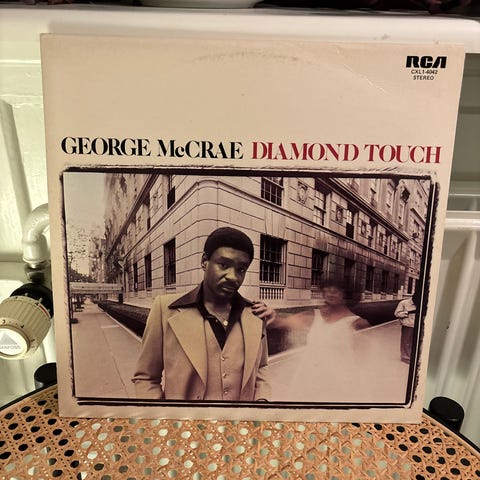 RCA
CXL1-4042
STEREO
GEORGE McCRAE DIAMOND TOUCH